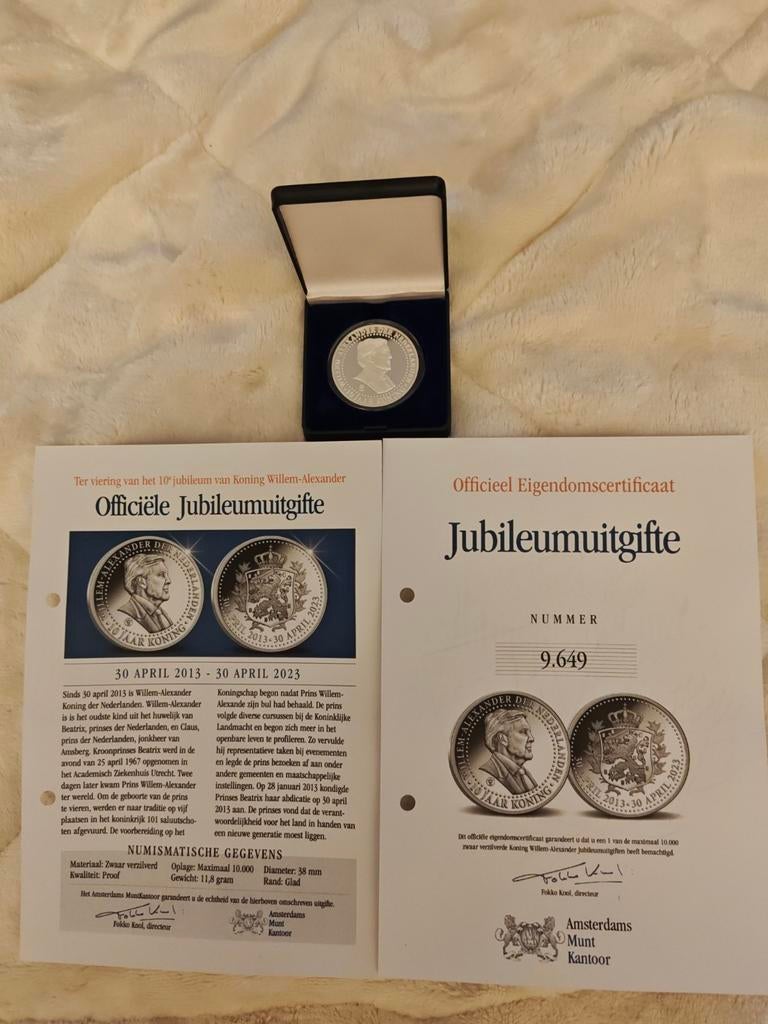 WILLEM-ALEXANDER DER NEDERLANDEN
Ter viering van het 10e jubileum van Koning Willem-Alexander
Officiële Jubileumuitgifte
WILLEM-ALEXANDER DER NEDERLANDEN
10 JAAR KONING
30 APRIL 2013 - 30 APRIL 2023
Sinds 30 april 2013 is Willem-Alexander
Koning der Nederlanden. Willem-Alexander
is is het oudste kind uit het huwelijk van
Beatrix, prinses der Nederlanden, en Claus,
prins der Nederlanden, jonkheer van
Amsberg. Kroonprinses Beatrix werd in de
avond van 25 april 1967 opgenomen in
het Academisch Ziekenhuis Utrecht. Twee
dagen later kwam Prins Willem-Alexander
ter wereld. Om de geboorte van de prins
te vieren, werden er naar traditie op vijf
plaatsen in het koninkrijk 101 saluutscho-
ten afgevuurd. De voorbereiding op het
Koningschap begon nadat Prins Willem-
Alexande zijn bul had behaald. De prins
volgde diverse cursussen bij de Koninklijke
Landmacht en begon zich meer in het
openbare leven te profileren. Zo vervulde
hij representatieve taken bij evenementen
en legde de prins bezoeken af aan onder
andere gemeenten en maatschappelijke
instellingen. Op 28 januari 2013 kondigde
Prinses Beatrix haar abdicatie op 30 april
2013 aan. De prinses vond dat de verant-
woordelijkheid voor het land in handen van
een nieuwe generatie moest liggen.
NUMISMATISCHE GEGEVENS
Materiaal: Zwaar verzilverd
Kwaliteit: Proof
Oplage: Maximaal 10.000
Gewicht: 11,8 gram
Diameter: 38 mm
Rand: Glad
Het Amsterdams MuntKantoor garandeert u de echtheid van de hierboven omschreven uitgifte.
Fokko Knol, directeur
Amsterdams
Munt
Kantoor
Officieel Eigendomscertificaat
Jubileumuitgifte
NUMMER
9.649
WILLEM-ALEXANDER DER NEDERLANDEN
10 JAAR KONING
APRIL 2013 - 30 APRIL 2023
Dit officiële eigendomscertificaat garandeert u dat u een 1 van de maximaal 10.000
zwaar verzilverde Koning Willem-Alexander Jubileumuitgiften heeft bemachtigd.
Fokko Knol, directeur
Amsterdams
Munt
Kantoor